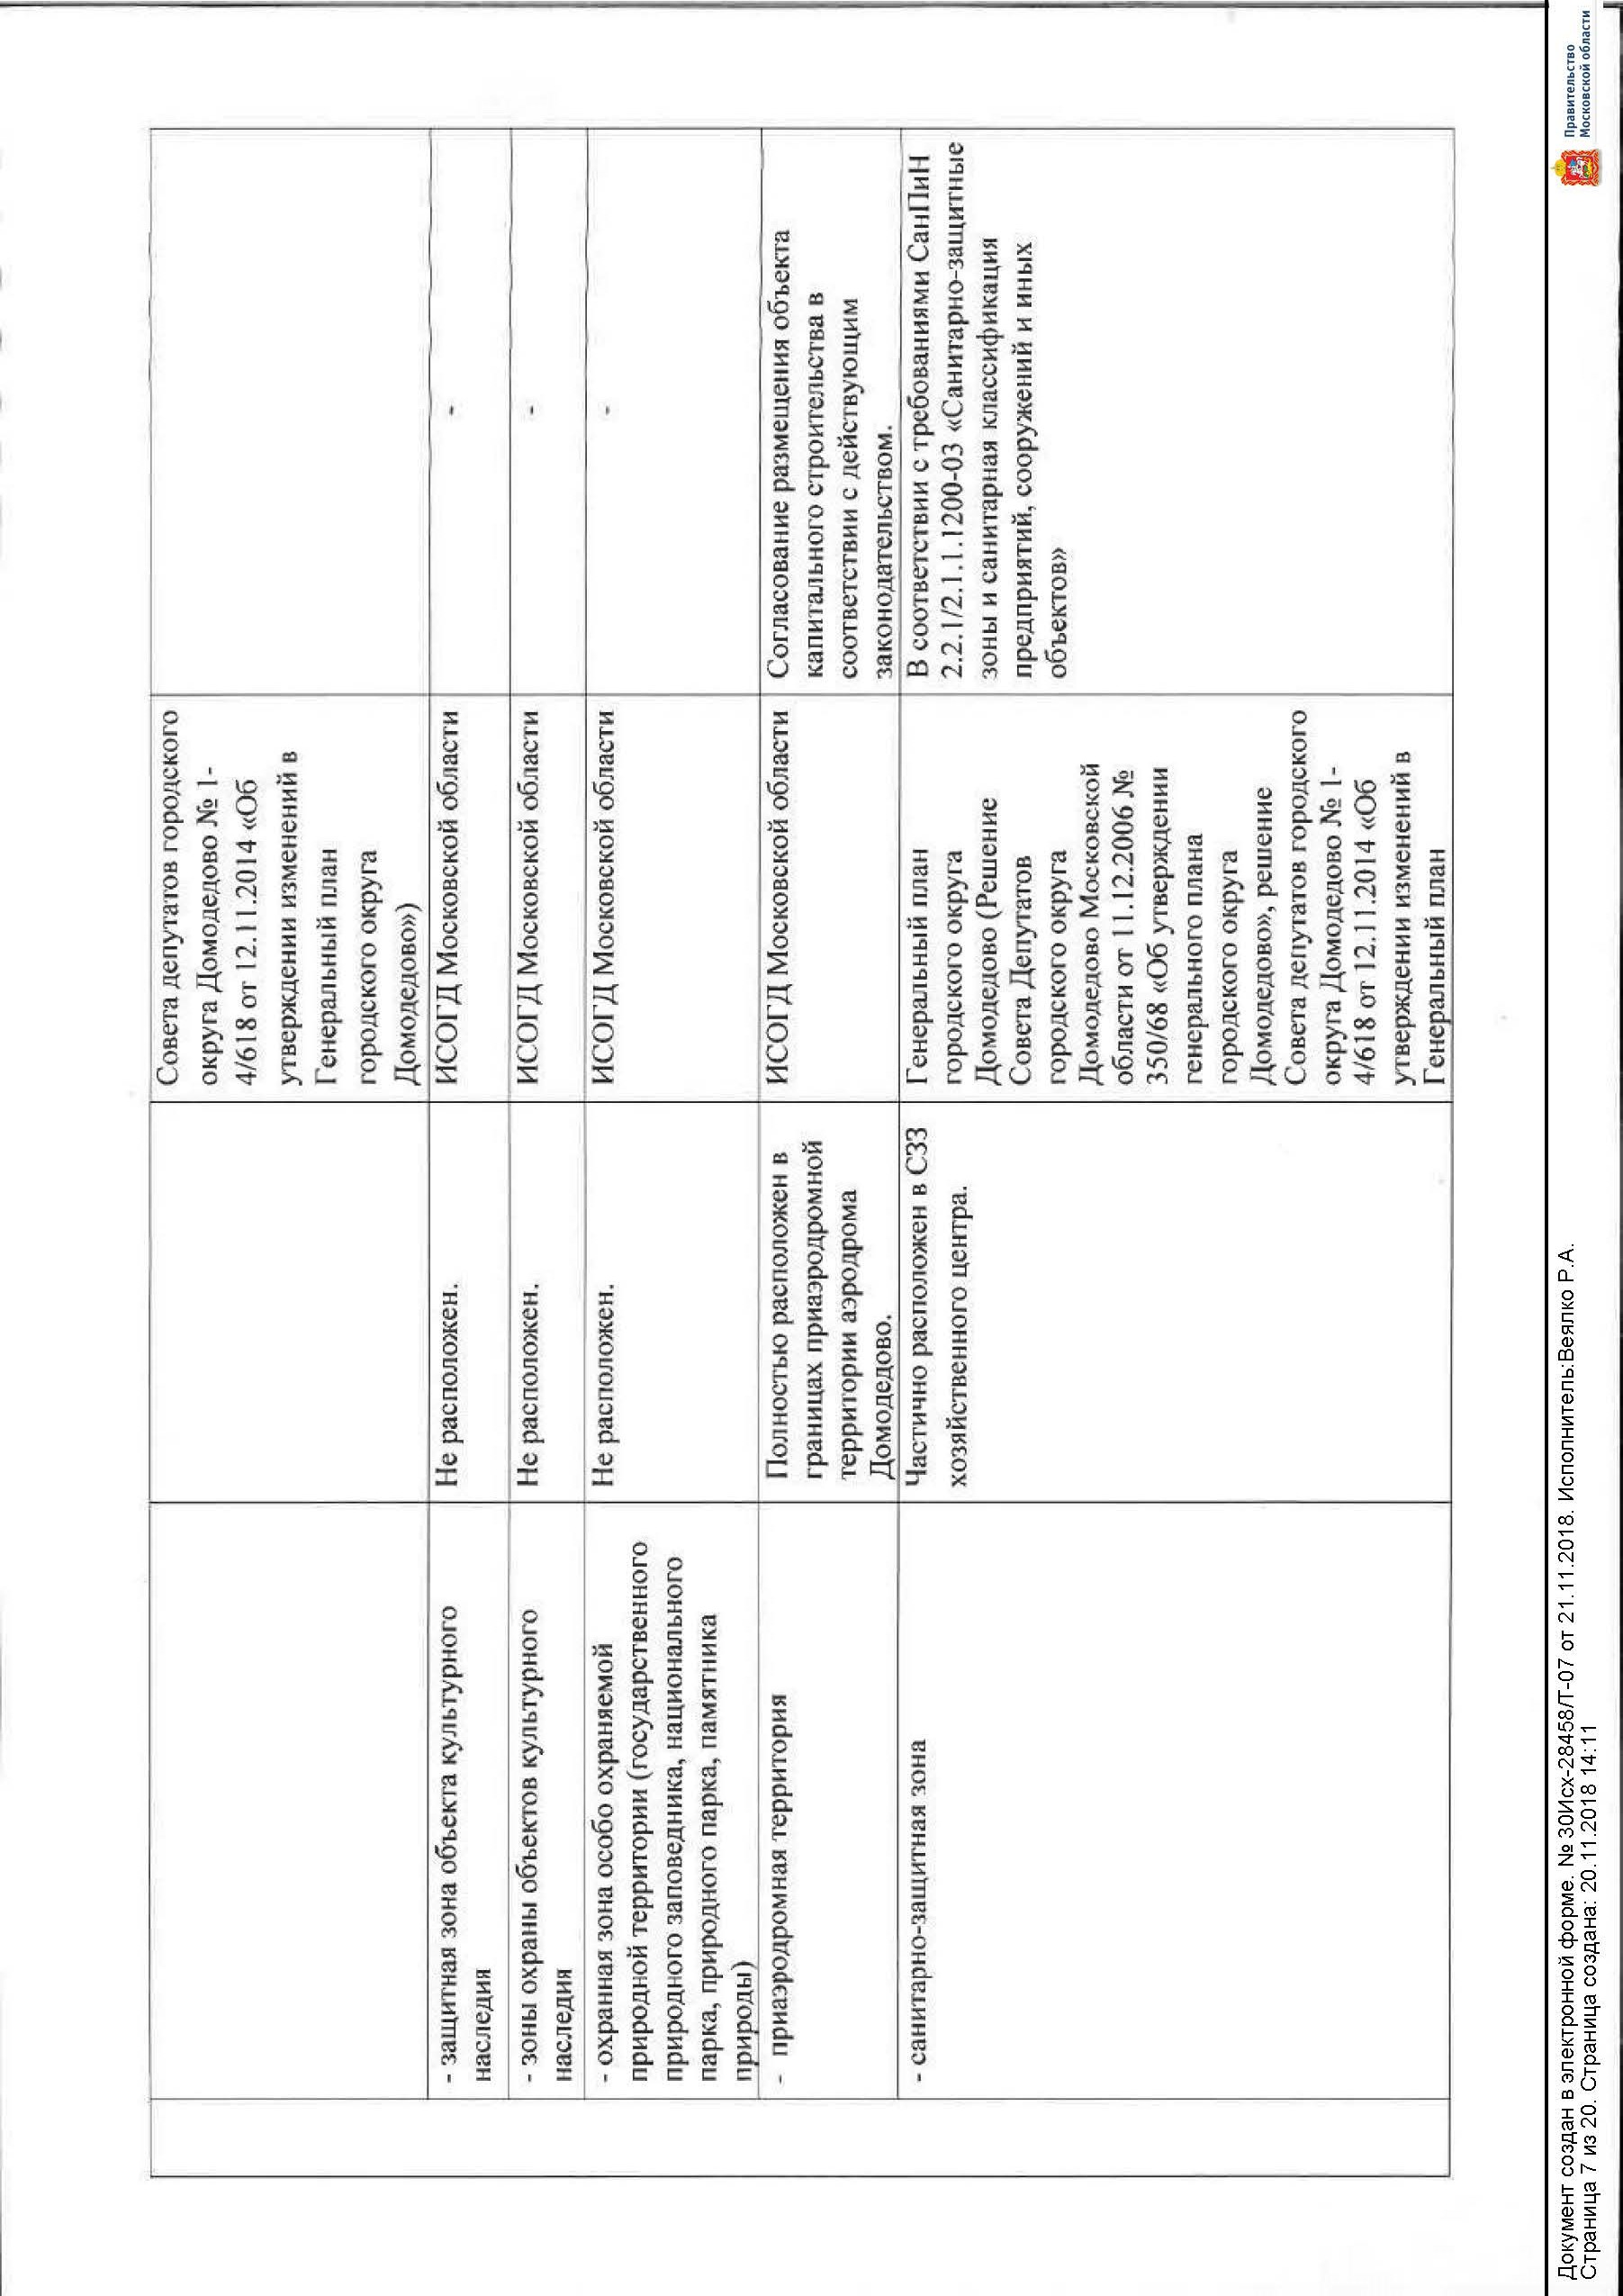 Совета депутатов городского
округа Домодедово № 1-
4/618 от 12.11.2014 «Об
утверждении изменений в
Генеральный план
городского округа
Домодедово»)
- защитная зона объекта культурного
наследия
Не расположен.
ИСОГД Московской области
-
- зоны охраны объектов культурного
наследия
Не расположен.
ИСОГД Московской области
-
- охранная зона особо охраняемой
природной территории (государственного
природного заповедника, национального
парка, природного парка, памятника
природы)
Не расположен.
ИСОГД Московской области
-
- приаэродромная территория
Полностью расположен в
границах приаэродромной
территории аэродрома
Домодедово.
ИСОГД Московской области
Согласование размещения объекта
капитального строительства в
соответствии с действующим
законодательством.
- санитарно-защитная зона
Частично расположен в СЗЗ
хозяйственного центра.
Генеральный план
городского округа
Домодедово (Решение
Совета Депутатов
городского округа
Домодедово Московской
области от 11.12.2006 №
350/68 «Об утверждении
генерального плана
городского округа
Домодедово», решение
Совета депутатов городского
округа Домодедово № 1-
4/618 от 12.11.2014 «Об
утверждении изменений в
Генеральный план
В соответствии с требованиями СанПиН
2.2.1/2.1.1.1200-03 «Санитарно-защитные
зоны и санитарная классификация
предприятий, сооружений и иных
объектов»
Документ создан в электронной форме. № 30Исх-28458/Т-07 от 21.11.2018. Исполнитель:Веялко Р.А.
Страница 7 из 20. Страница создана: 20.11.2018 14:11
Правительство
Московской области